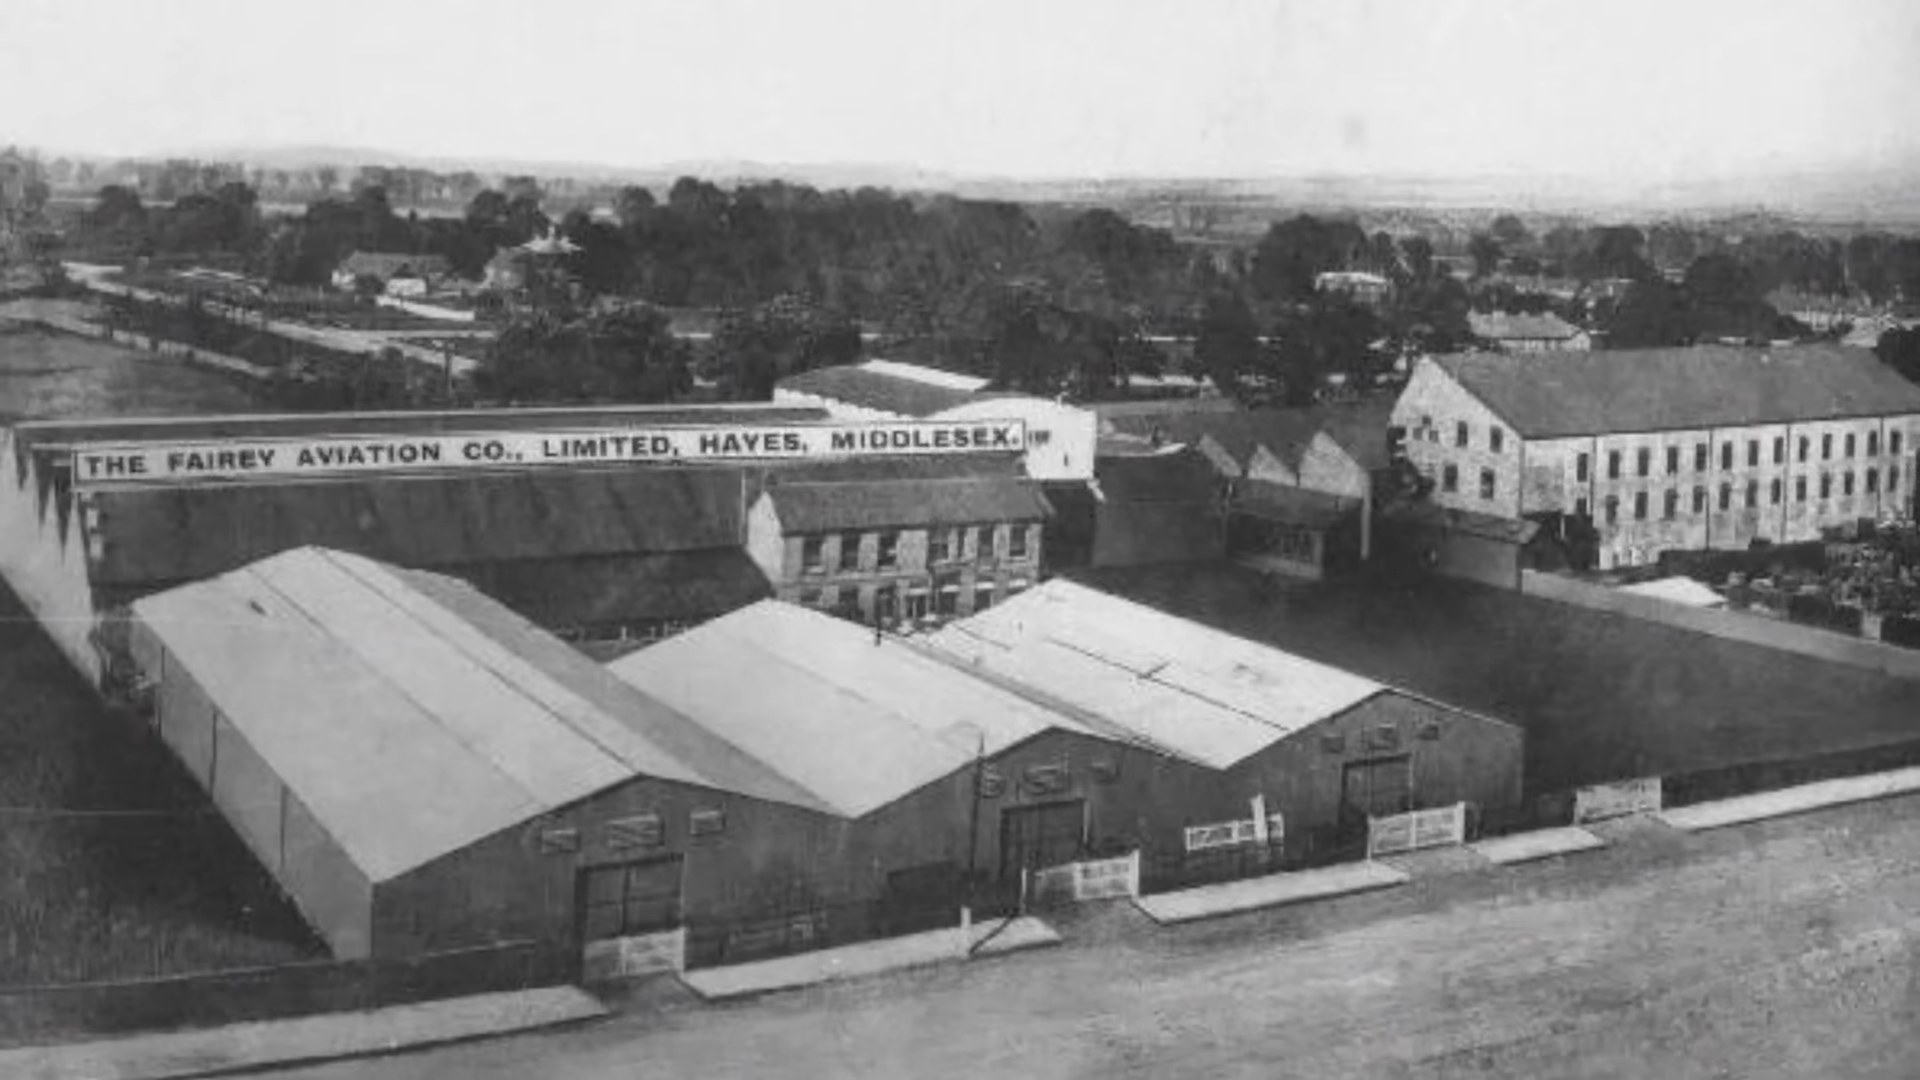 THE FAIREY AVIATION CO., LIMITED, HAYES, MIDDLESEX.